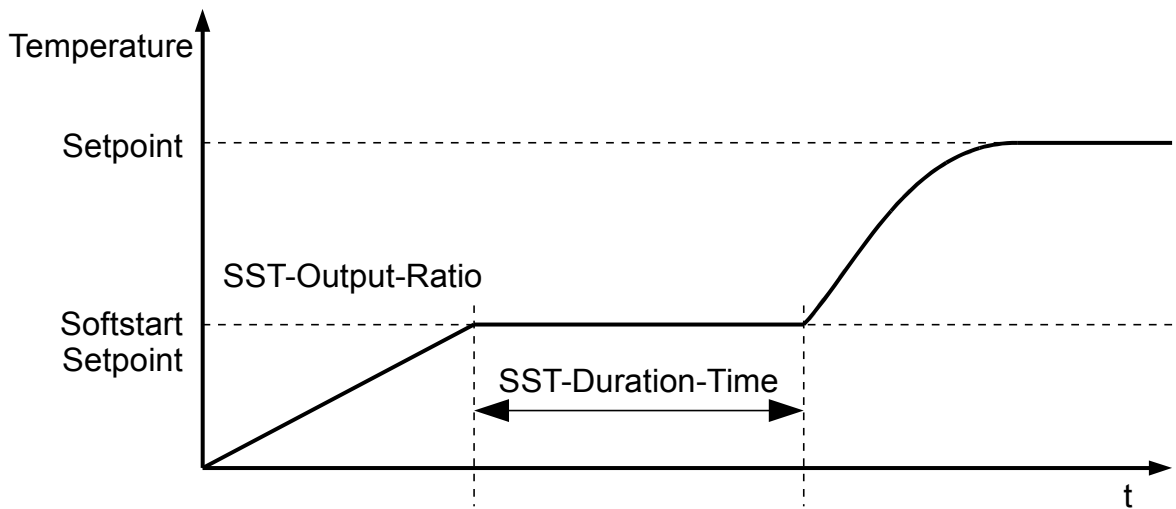 Temperature
Setpoint
SST-Output-Ratio
Softstart
Setpoint
SST-Duration-Time
t